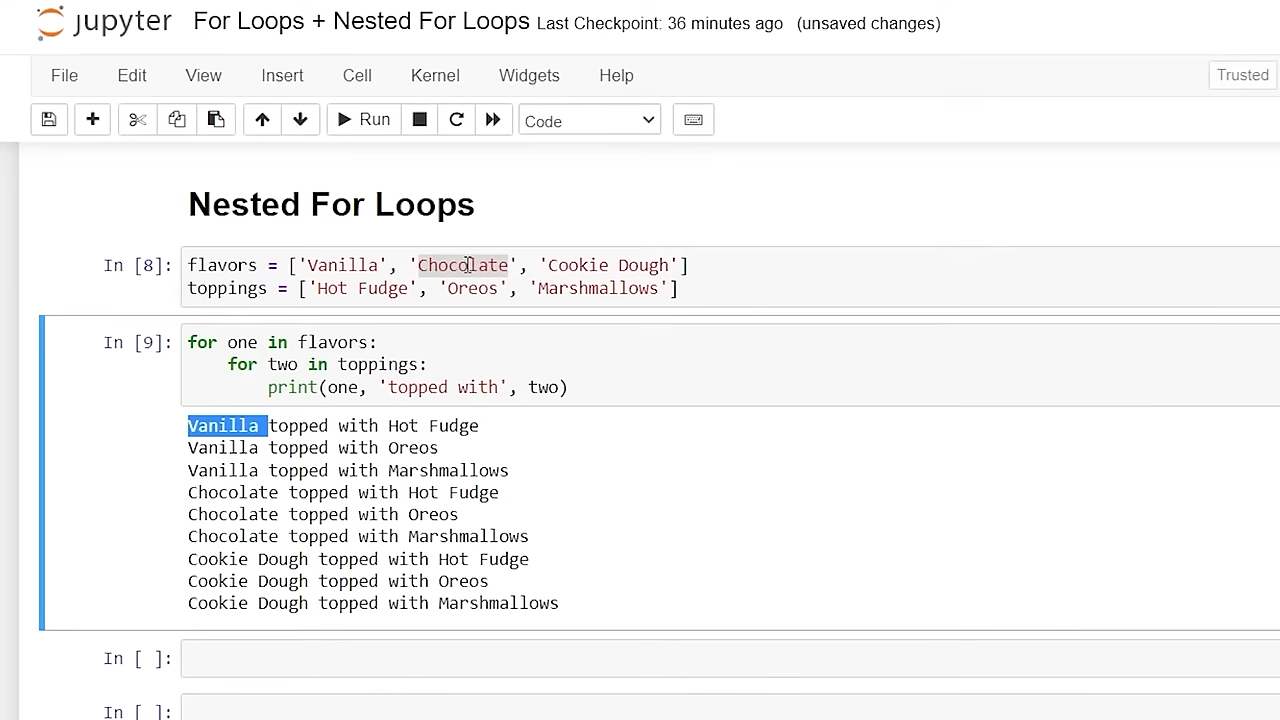 jupyter For Loops + Nested For Loops Last Checkpoint: 36 minutes ago (unsaved changes)
File Edit View Insert Cell Kernel Widgets Help Trusted
Run Code
Nested For Loops
In [8]: flavors = ['Vanilla', 'Chocolate', 'Cookie Dough']
toppings = ['Hot Fudge', 'Oreos', 'Marshmallows']
In [9]: for one in flavors:
for two in toppings:
print(one, 'topped with', two)
Vanilla topped with Hot Fudge
Vanilla topped with Oreos
Vanilla topped with Marshmallows
Chocolate topped with Hot Fudge
Chocolate topped with Oreos
Chocolate topped with Marshmallows
Cookie Dough topped with Hot Fudge
Cookie Dough topped with Oreos
Cookie Dough topped with Marshmallows
In [ ]:
In [ ]: